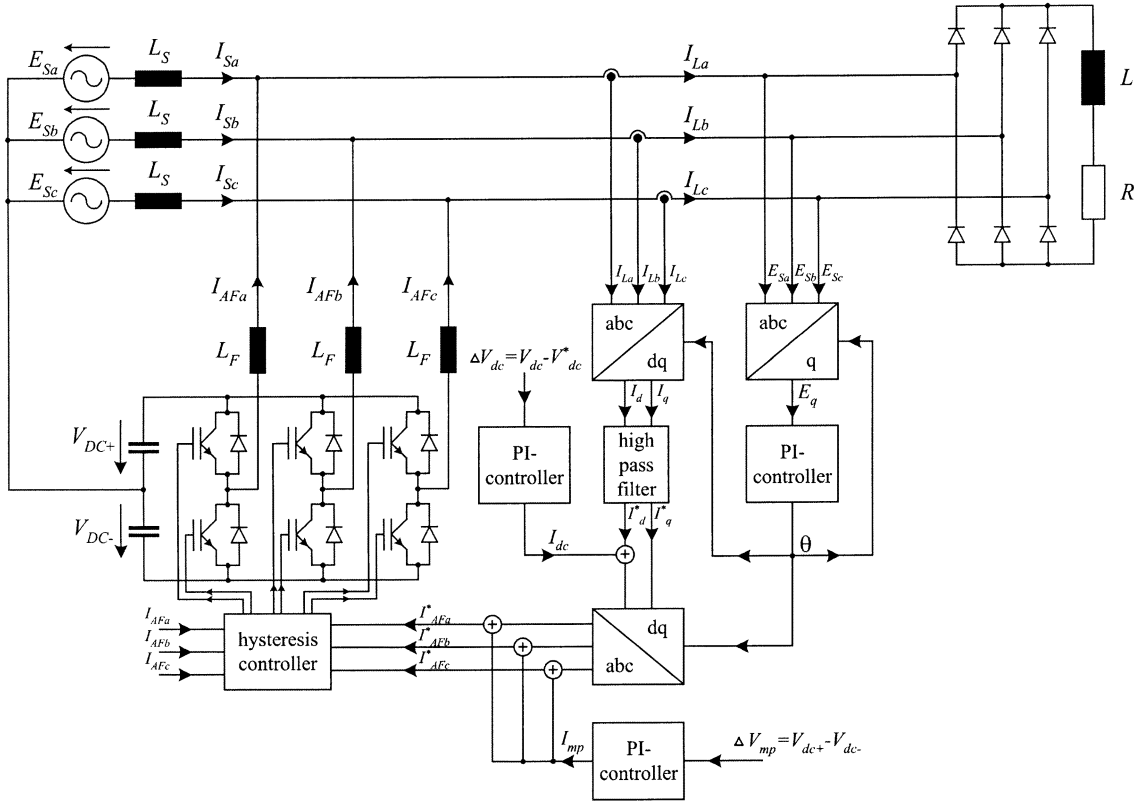 E_Sa
L_S
I_Sa
I_La
L
E_Sb
L_S
I_Sb
I_Lb
E_Sc
L_S
I_Sc
I_Lc
R
I_La I_Lb I_Lc
E_Sa E_Sb E_Sc
I_AFa
I_AFb
I_AFc
abc
dq
abc
q
L_F
L_F
L_F
ΔV_dc=V_dc-V*_dc
I_d
I_q
E_q
V_DC+
PI-
controller
high
pass
filter
PI-
controller
V_DC-
I*_d
I*_q
I_dc
+
θ
I_AFa
I_AFb
I_AFc
hysteresis
controller
I*_AFa
I*_AFb
I*_AFc
+
+
+
dq
abc
I_mp
PI-
controller
ΔV_mp=V_dc+-V_dc-